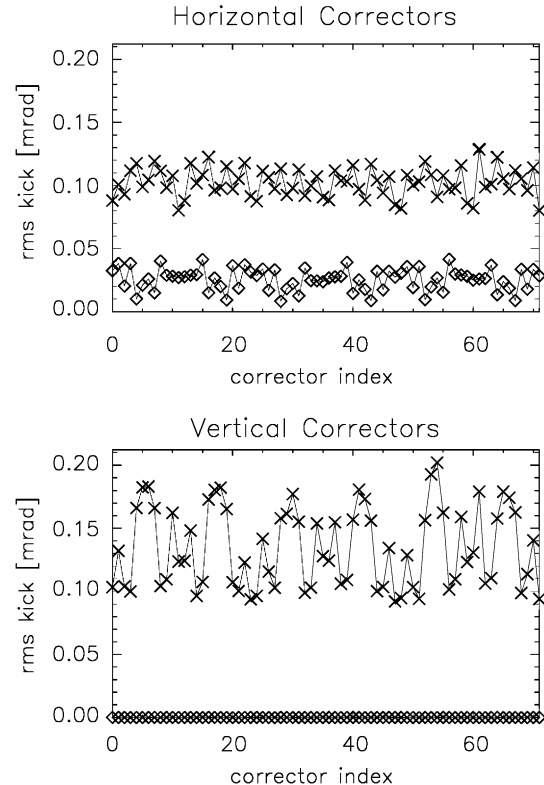 Horizontal Correctors
0.20
0.15
0.10
0.05
0.00
rms kick [mrad]
0 20 40 60
corrector index
Vertical Correctors
0.20
0.15
0.10
0.05
0.00
rms kick [mrad]
0 20 40 60
corrector index